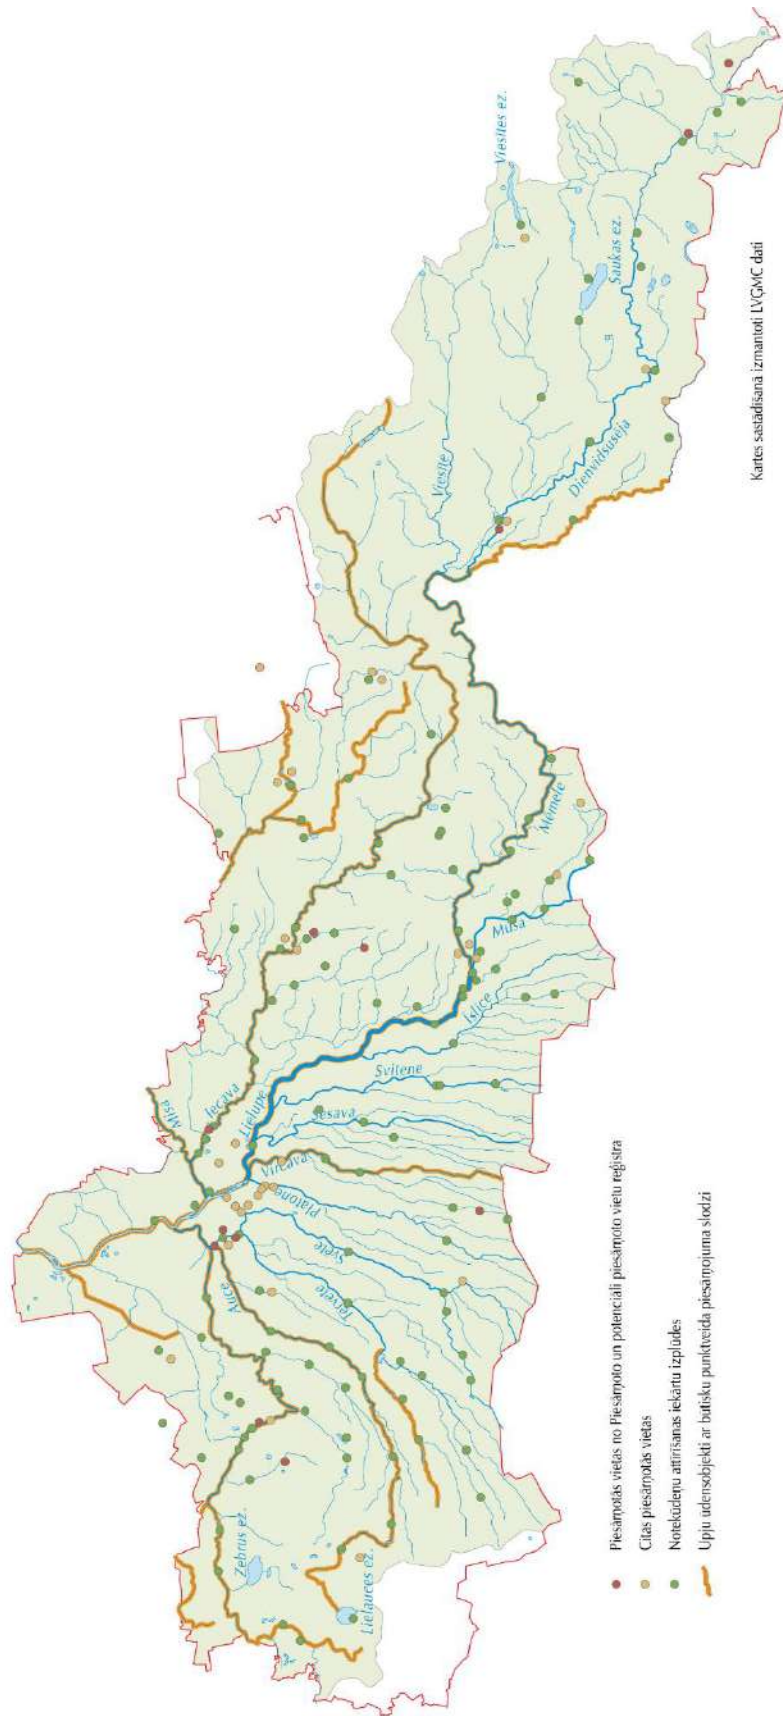 Zebrus ez.
Lielauces ez.
Auce
Tērvete
Svēte
Platone
Vircava
Misa
Iecava
Lielupe
Sesava
Svitene
Īslīce
Mūsa
Mēmele
Viesīte
Dienvidsusēja
Viesītes ez.
Saukas ez.
Piesārņotās vietas no Piesārņoto un potenciāli piesārņoto vietu reģistra
Citas piesārņotās vietas
Notekūdeņu attīrīšanas iekārtu izplūdes
Upju ūdensobjekti ar būtisku punktveida piesārņojuma slodzi
Kartes sastādīšanā izmantoti LVĢMC dati